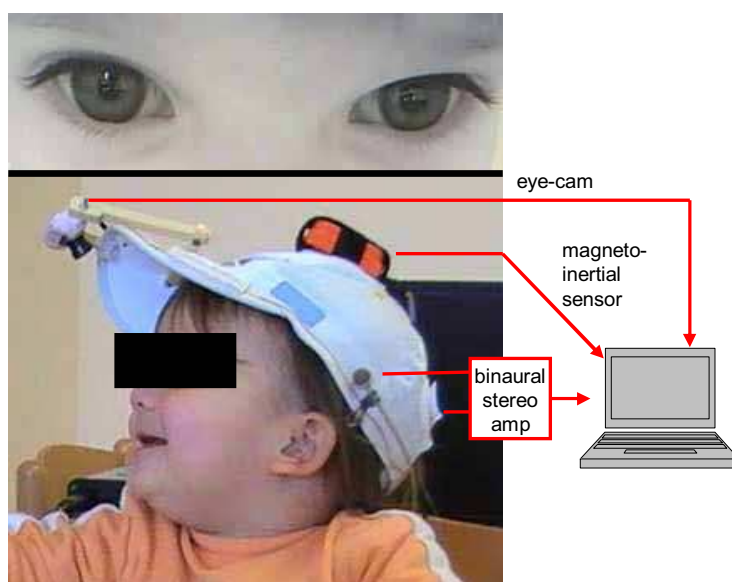 eye-cam
magneto-
inertial
sensor
binaural
stereo
amp